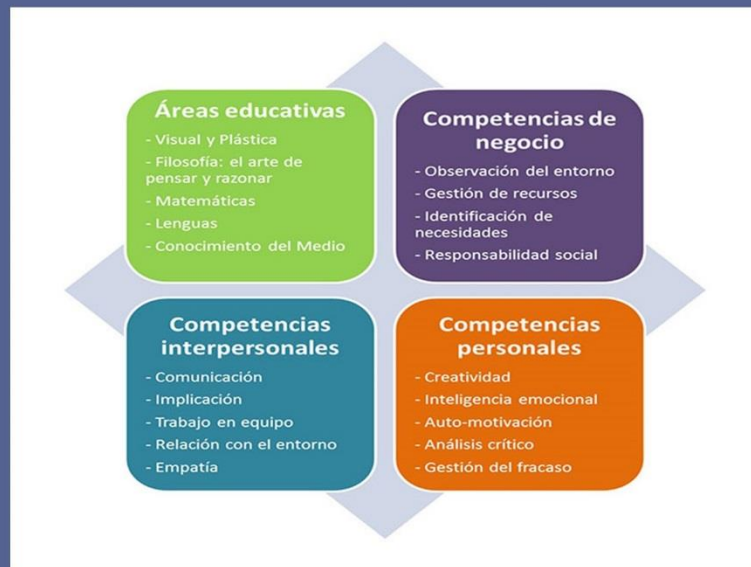 Áreas educativas
- Visual y Plástica
- Filosofía: el arte de
pensar y razonar
- Matemáticas
- Lenguas
- Conocimiento del Medio
Competencias de
negocio
- Observación del entorno
- Gestión de recursos
- Identificación de
necesidades
- Responsabilidad social
Competencias
interpersonales
- Comunicación
- Implicación
- Trabajo en equipo
- Relación con el entorno
- Empatía
Competencias
personales
- Creatividad
- Inteligencia emocional
- Auto-motivación
- Análisis crítico
- Gestión del fracaso